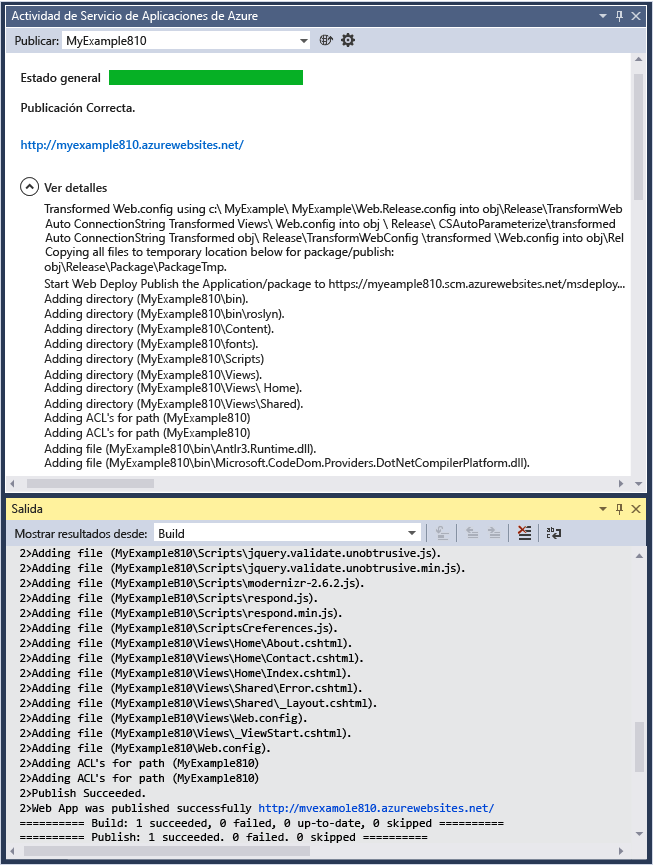 Actividad de Servicio de Aplicaciones de Azure
Publicar: MyExample810
Estado general
Publicación Correcta.
http://myexample810.azurewebsites.net/
Ver detalles
Transformed Web.config using c:\ MyExample\ MyExample\Web.Release.config into obj\Release\TransformWeb
Auto ConnectionString Transformed Views\ Web.config into obj \ Release\ CSAutoParameterize\transformed
Auto ConnectionString Transformed obj\ Release\TransformWebConfig \transformed \Web.config into obj\Rel
Copying all files to temporary location below for package/publish:
obj\Release\Package\PackageTmp.
Start Web Deploy Publish the Application/package to https://myeample810.scm.azurewebsites.net/msdeploy...
Adding directory (MyExample810\bin).
Adding directory (MyExample810\bin\roslyn).
Adding directory (MyExample810\Content).
Adding directory (MyExample810\fonts).
Adding directory (MyExample810\Scripts)
Adding directory (MyExample810\Views).
Adding directory (MyExample810\Views\ Home).
Adding directory (MyExample810\Views\Shared).
Adding ACL's for path (MyExample810)
Adding ACL's for path (MyExample810)
Adding file (MyExample810\bin\Antlr3.Runtime.dll).
Adding file (MyExample810\bin\Microsoft.CodeDom.Providers.DotNetCompilerPlatform.dll).
Salida
Mostrar resultados desde: Build
2>Adding file (MyExample810\Scripts\jquery.validate.unobtrusive.js).
2>Adding file (MyExample810\Scripts\jquery.validate.unobtrusive.min.js).
2>Adding file (MyExampleB10\Scripts\modernizr-2.6.2.js).
2>Adding file (MyExampleB10\Scripts\respond.js).
2>Adding file (MyExampleB10\Scripts\respond.min.js).
2>Adding file (MyExample810\ScriptsCreferences.js).
2>Adding file (MyExample810\Views\Home\About.cshtml).
2>Adding file (MyExample810\Views\Home\Contact.cshtml).
2>Adding file (MyExample810\Views\Home\Index.cshtml).
2>Adding file (MyExample810\Views\Shared\Error.cshtml).
2>Adding file (MyExample810\Views\Shared\_Layout.cshtml).
2>Adding file (MyExampleB10\Views\Web.config).
2>Adding file (MyExample810\Views\_ViewStart.cshtml).
2>Adding file (MyExample810\Web.config).
2>Adding ACL's for path (MyExample810)
2>Adding ACL's for path (MyExample810)
2>Publish Succeeded.
2>Web App was published successfully http://mvexamole810.azurewebsites.net/
========== Build: 1 succeeded, 0 failed, 0 up-to-date, 0 skipped ==========
========== Publish: 1 succeeded. 0 failed. 0 skipped ==========